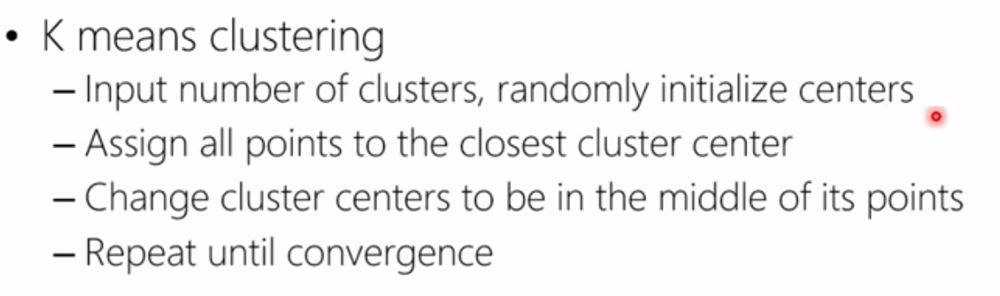 • K means clustering
– Input number of clusters, randomly initialize centers
– Assign all points to the closest cluster center
– Change cluster centers to be in the middle of its points
– Repeat until convergence